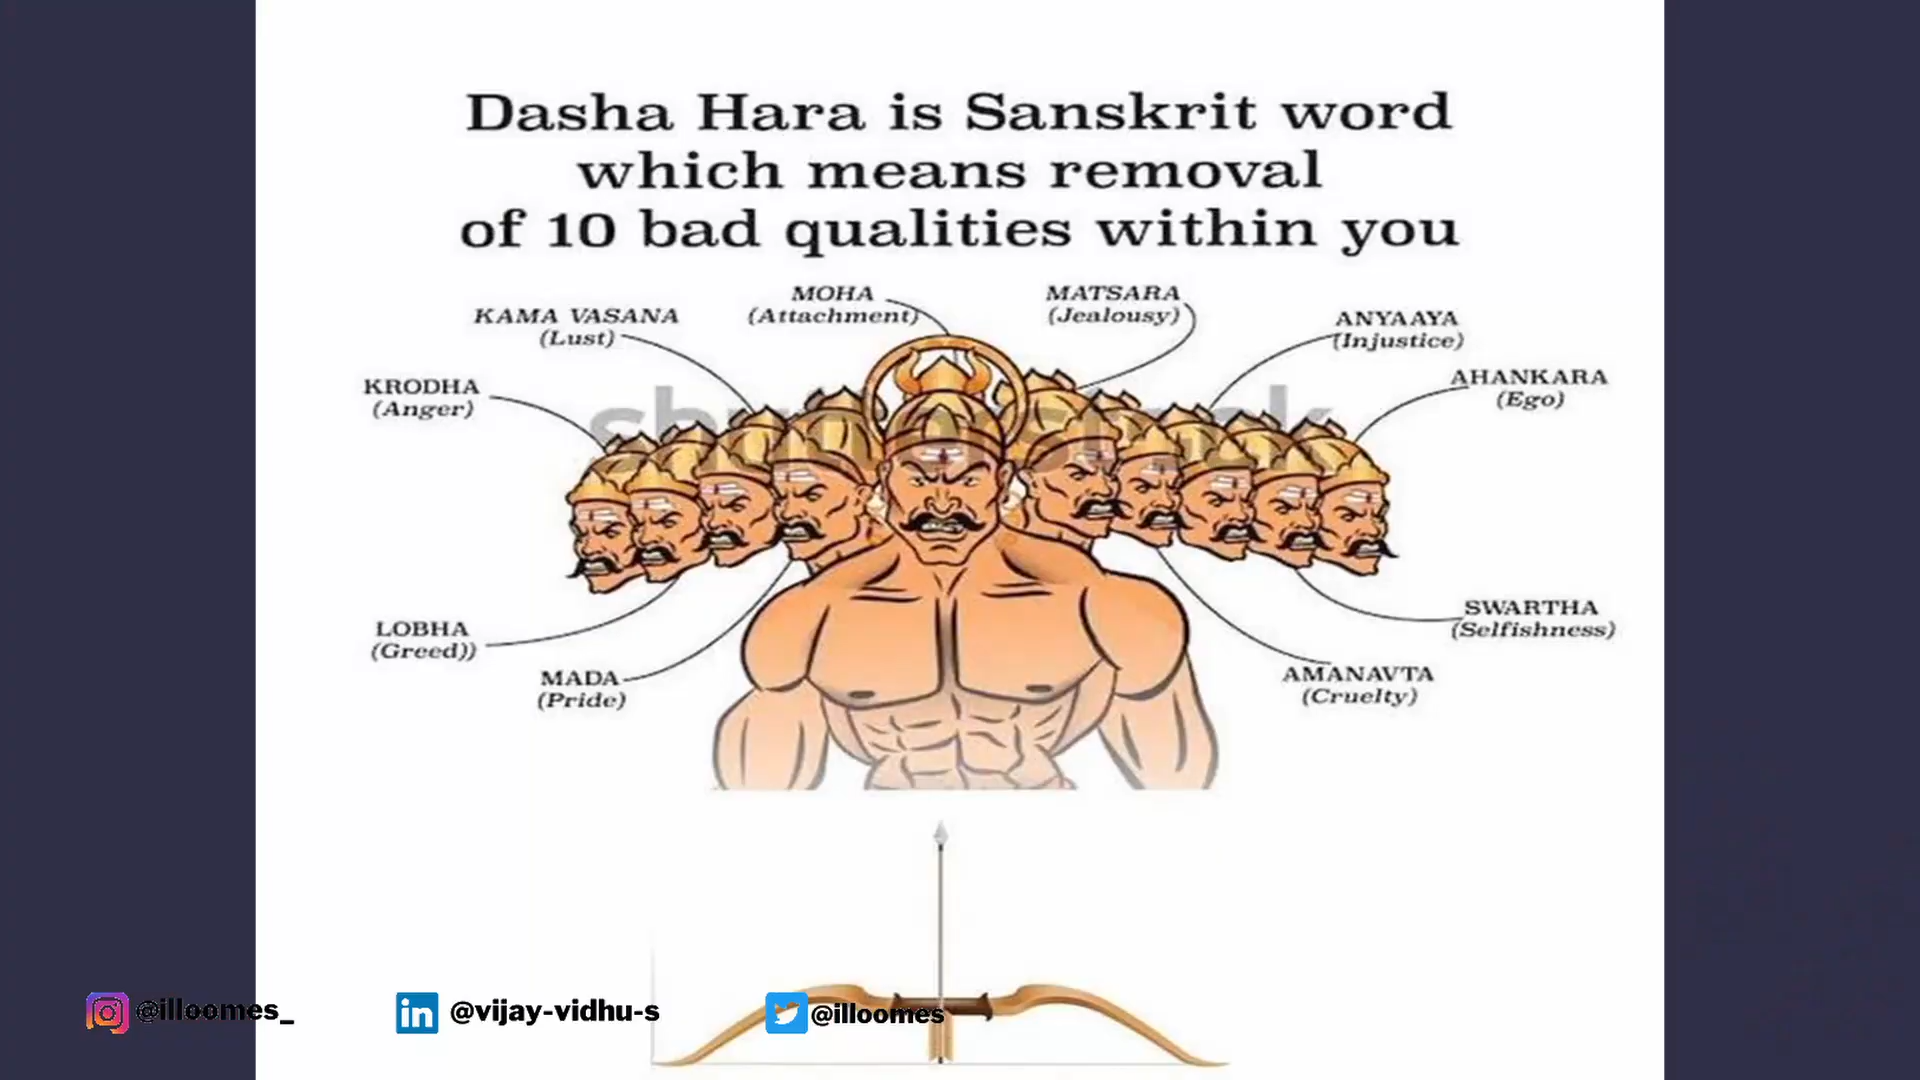 Dasha Hara is Sanskrit word
which means removal
of 10 bad qualities within you
MOHA
(Attachment)
MATSARA
(Jealousy)
KAMA VASANA
(Lust)
ANYAAYA
(Injustice)
KRODHA
(Anger)
AHANKARA
(Ego)
shutterstock
LOBHA
(Greed))
SWARTHA
(Selfishness)
MADA
(Pride)
AMANAVTA
(Cruelty)
@illoomes_
in @vijay-vidhu-s
@illoomes